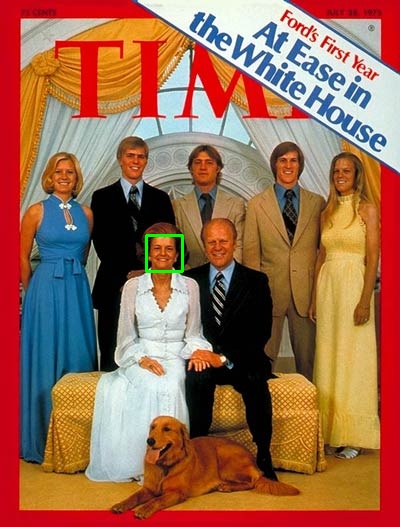 75 CENTS
JULY 28, 1975
TIME
Ford's First Year
At Ease in
the White House
®